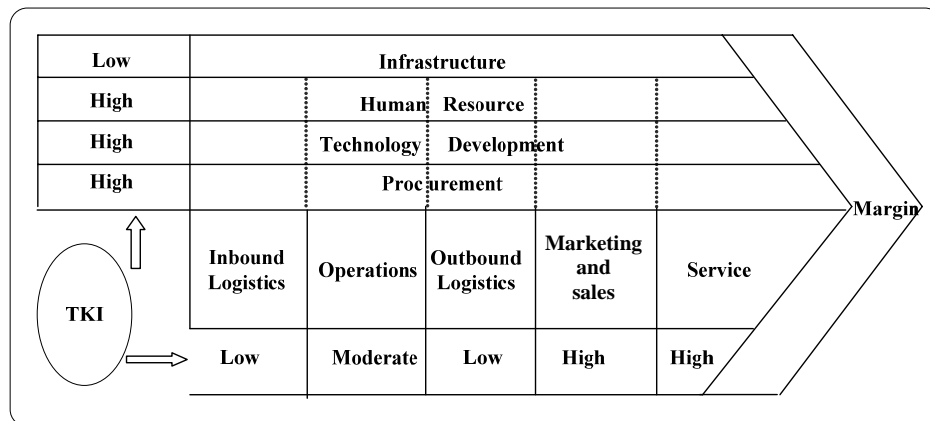 Low Infrastructure
High Human Resource
High Technology Development
High Procurement
Margin
Inbound Logistics
Operations
Outbound Logistics
Marketing and sales
Service
TKI
Low Moderate Low High High